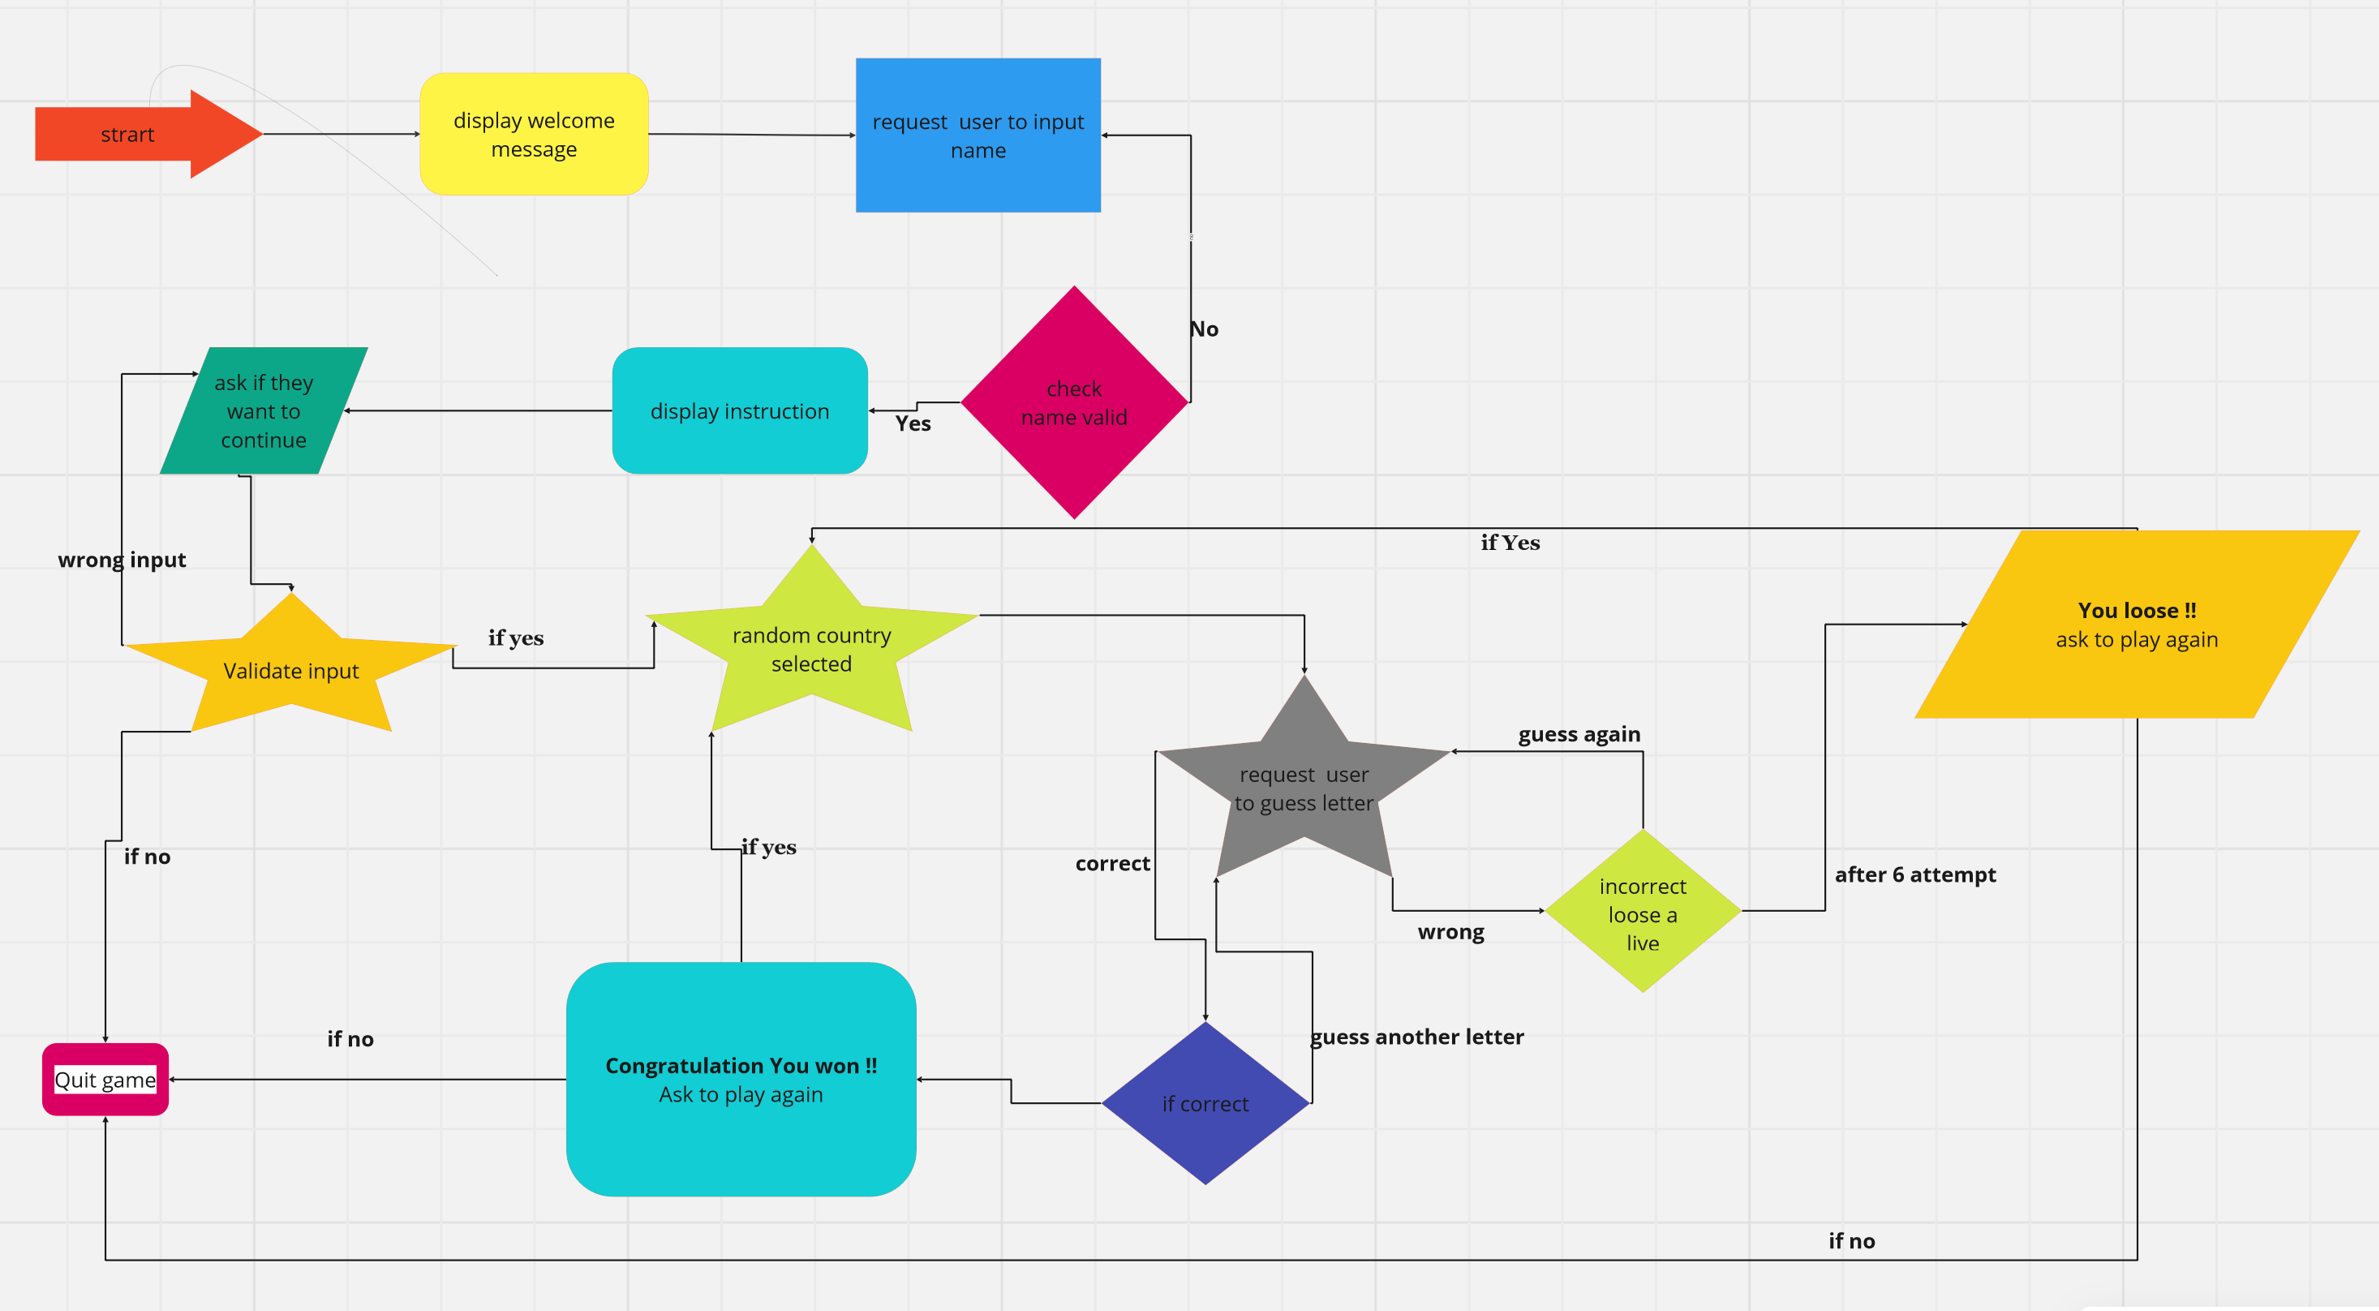 strart
display welcome
message
request  user to input
name
No
check
name valid
Yes
display instruction
ask if they
want to
continue
wrong input
Validate input
if yes
random country
selected
if Yes
You loose !!
ask to play again
request  user
to guess letter
guess again
correct
wrong
incorrect
loose a
live
after 6 attempt
if no
if yes
guess another letter
if correct
Congratulation You won !!
Ask to play again
if no
Quit game
if no